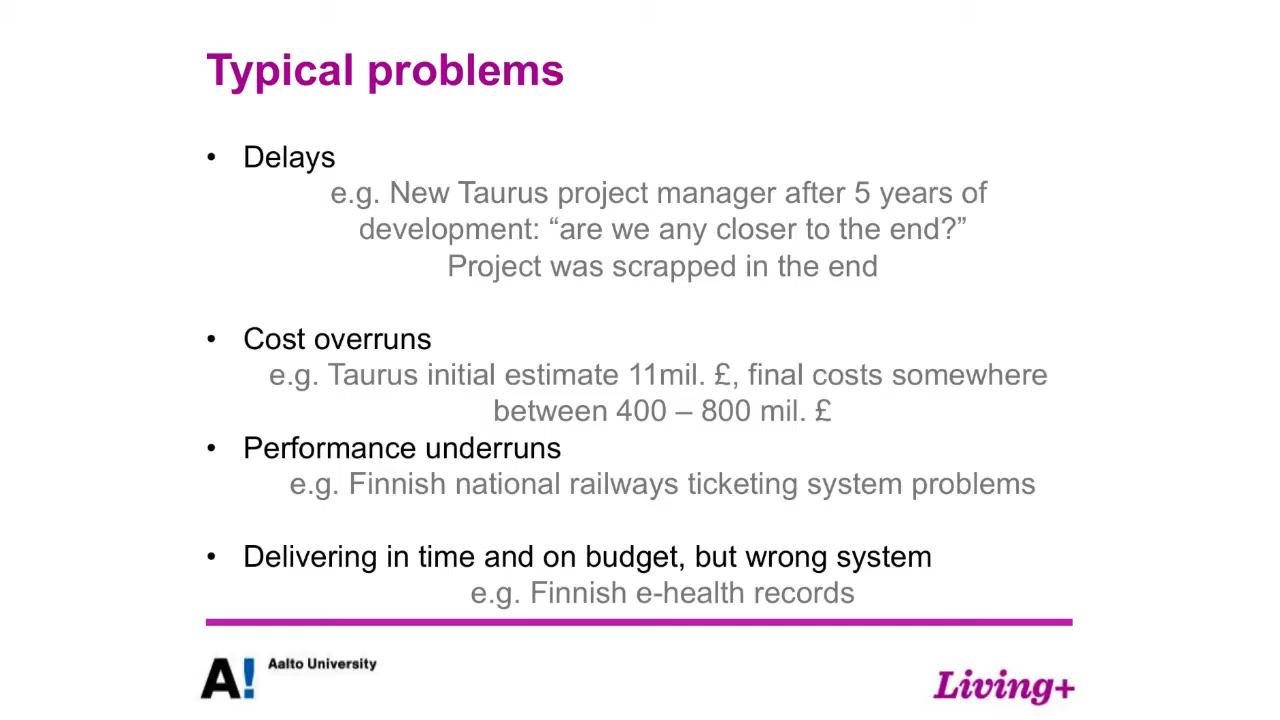 Typical problems
• Delays
e.g. New Taurus project manager after 5 years of
development: “are we any closer to the end?”
Project was scrapped in the end
• Cost overruns
e.g. Taurus initial estimate 11mil. £, final costs somewhere
between 400 – 800 mil. £
• Performance underruns
e.g. Finnish national railways ticketing system problems
• Delivering in time and on budget, but wrong system
e.g. Finnish e-health records
A! Aalto University
Living+